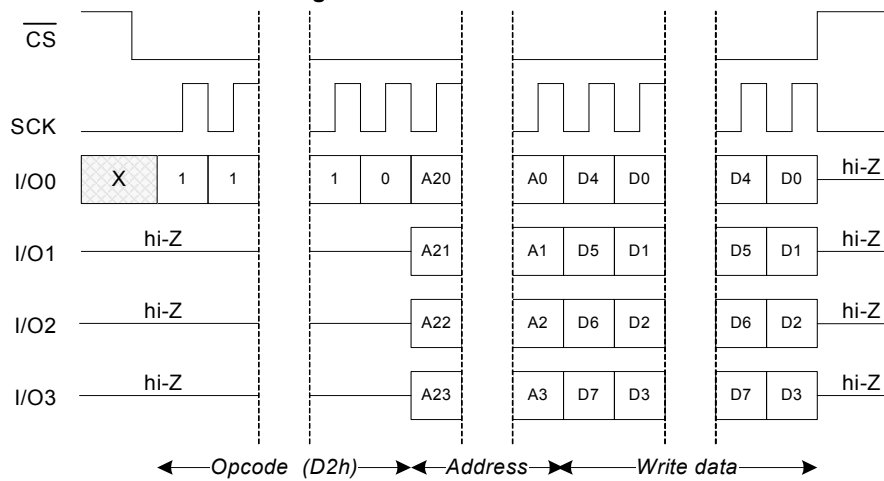 CS
SCK
I/O0 X 1 1 1 0 A20 A0 D4 D0 D4 D0 hi-Z
I/O1 hi-Z A21 A1 D5 D1 D5 D1 hi-Z
I/O2 hi-Z A22 A2 D6 D2 D6 D2 hi-Z
I/O3 hi-Z A23 A3 D7 D3 D7 D3 hi-Z
Opcode (D2h) Address Write data